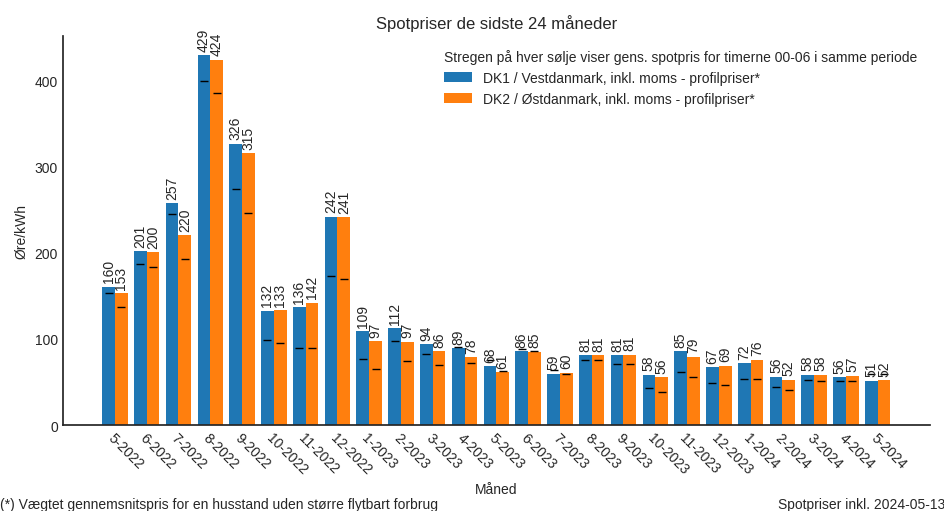 Spotpriser de sidste 24 måneder
Stregen på hver sølje viser gens. spotpris for timerne 00-06 i samme periode
DK1 / Vestdanmark, inkl. moms - profilpriser*
DK2 / Østdanmark, inkl. moms - profilpriser*
Øre/kWh
400
300
200
100
0
160 153 201 200 257 220 429 424 326 315 132 133 136 142 242 241 109 97 112 97 94 86 89 78 68 61 86 85 59 60 81 81 81 81 58 56 85 79 67 69 72 76 56 52 58 58 56 57 51 52
5-2022 6-2022 7-2022 8-2022 9-2022 10-2022 11-2022 12-2022 1-2023 2-2023 3-2023 4-2023 5-2023 6-2023 7-2023 8-2023 9-2023 10-2023 11-2023 12-2023 1-2024 2-2024 3-2024 4-2024 5-2024
Måned
(*) Vægtet gennemsnitspris for en husstand uden større flytbart forbrug
Spotpriser inkl. 2024-05-13